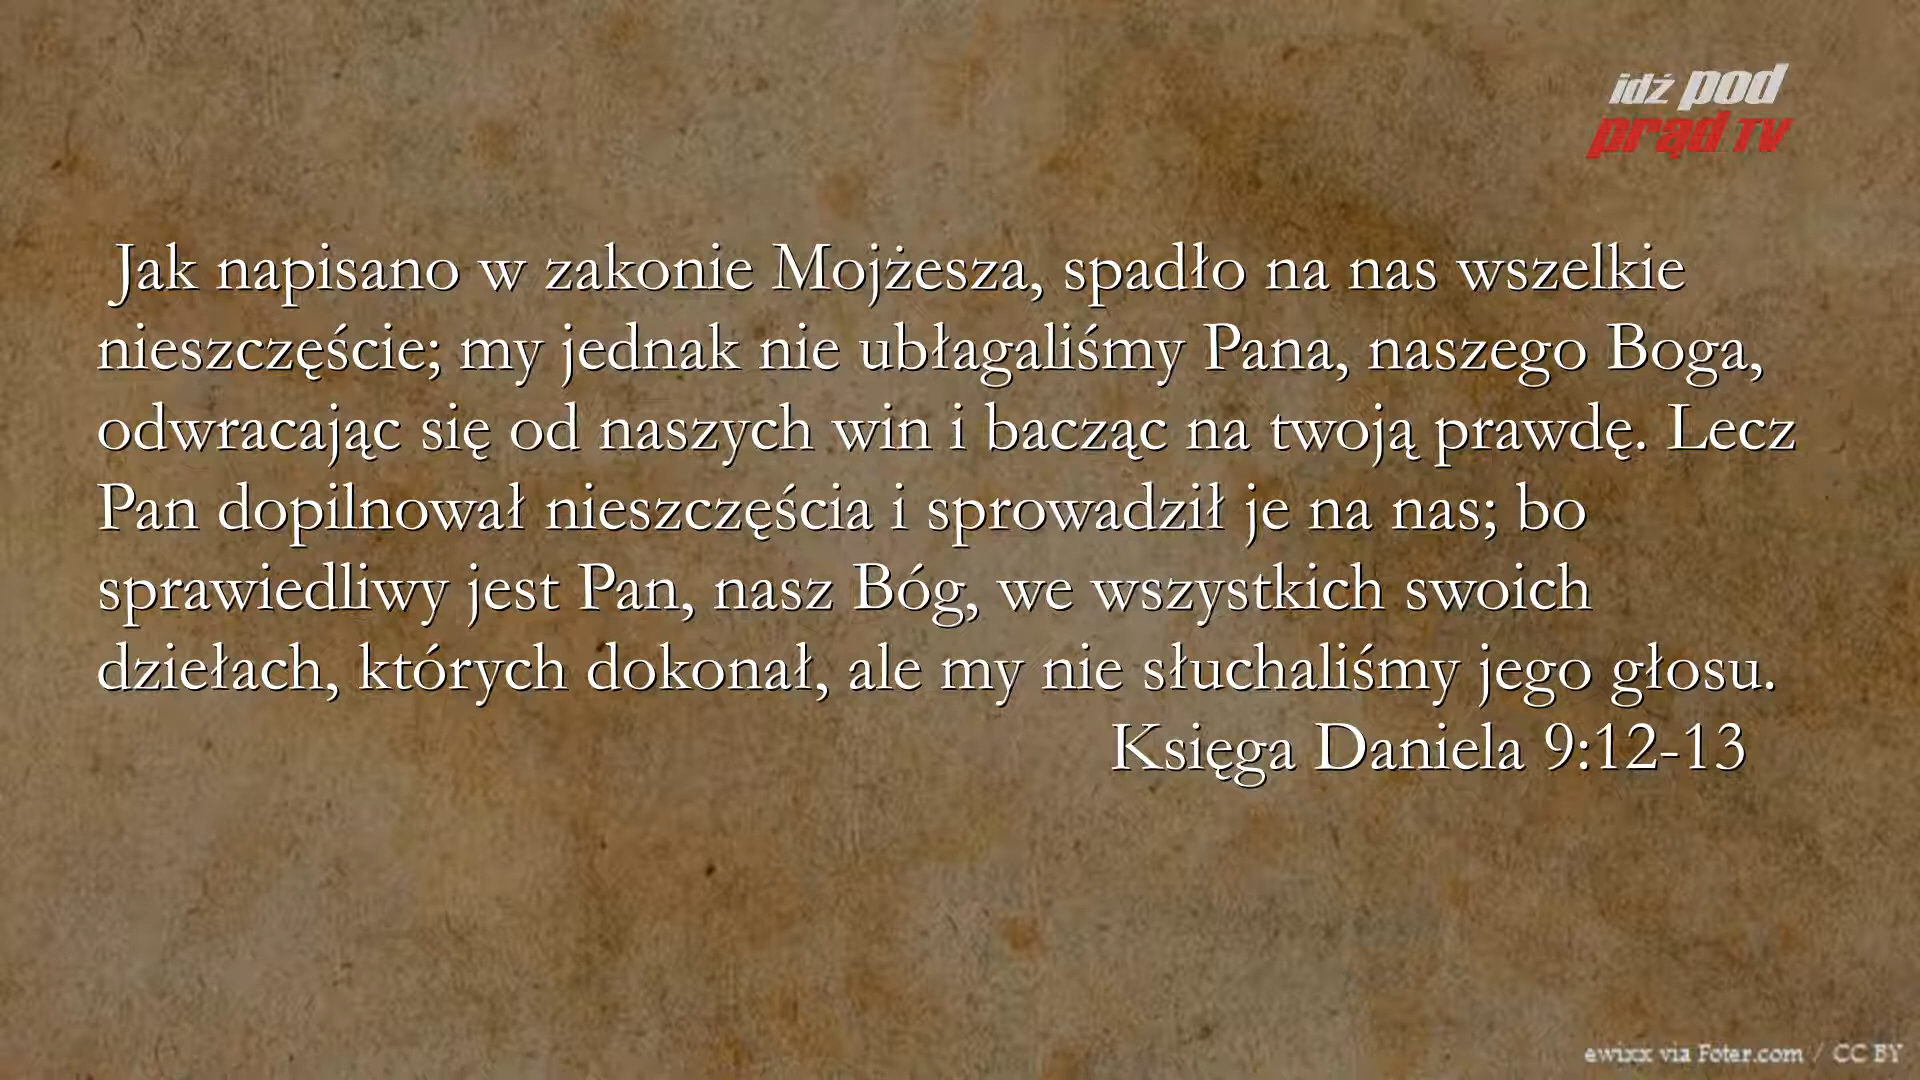 idź pod
prąd TV
Jak napisano w zakonie Mojżesza, spadło na nas wszelkie
nieszczęście; my jednak nie ubłagaliśmy Pana, naszego Boga,
odwracając się od naszych win i bacząc na twoją prawdę. Lecz
Pan dopilnował nieszczęścia i sprowadził je na nas; bo
sprawiedliwy jest Pan, nasz Bóg, we wszystkich swoich
dziełach, których dokonał, ale my nie słuchaliśmy jego głosu.
Księga Daniela 9:12-13
ewixx via Foter.com / CC BY